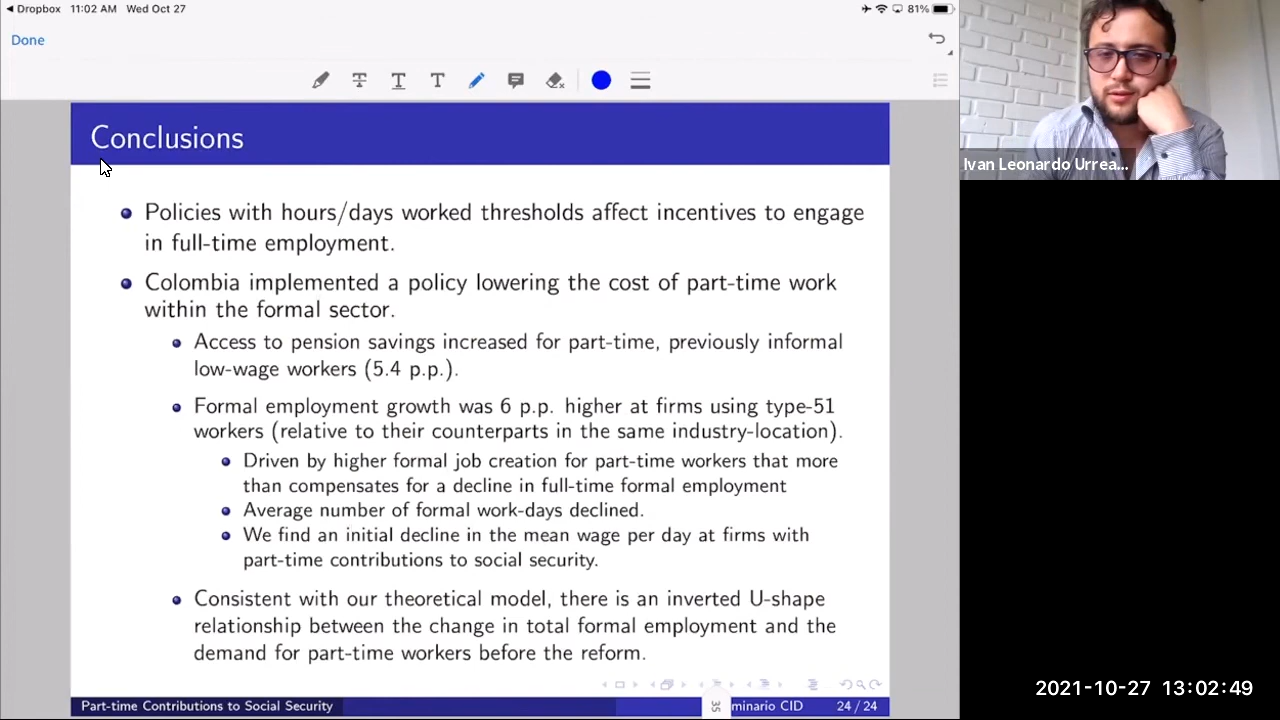 Dropbox 11:02 AM Wed Oct 27 81%
Done
T T T
Conclusions
Policies with hours/days worked thresholds affect incentives to engage
in full-time employment.
Colombia implemented a policy lowering the cost of part-time work
within the formal sector.
Access to pension savings increased for part-time, previously informal
low-wage workers (5.4 p.p.).
Formal employment growth was 6 p.p. higher at firms using type-51
workers (relative to their counterparts in the same industry-location).
Driven by higher formal job creation for part-time workers that more
than compensates for a decline in full-time formal employment
Average number of formal work-days declined.
We find an initial decline in the mean wage per day at firms with
part-time contributions to social security.
Consistent with our theoretical model, there is an inverted U-shape
relationship between the change in total formal employment and the
demand for part-time workers before the reform.
Part-time Contributions to Social Security 35 minario CID 24 / 24
Ivan Leonardo Urrea...
2021-10-27 13:02:49